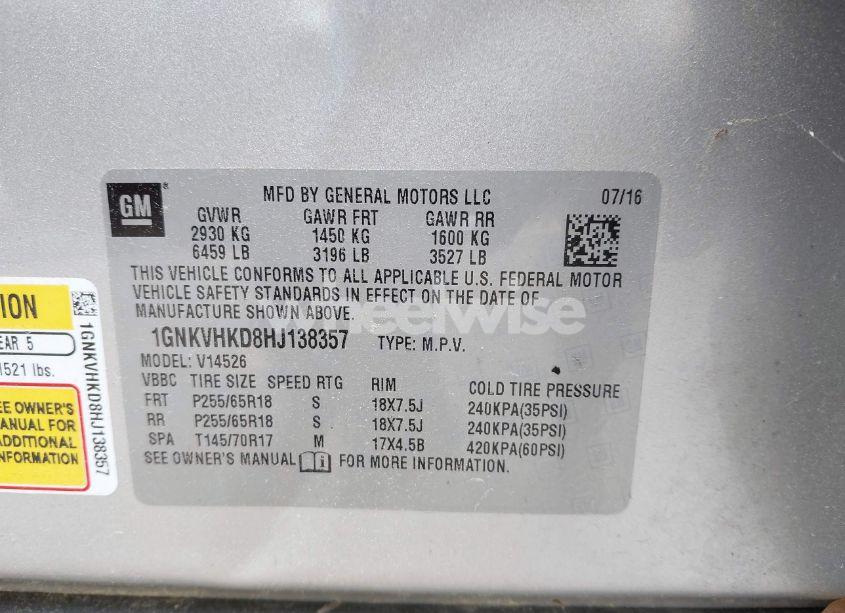 GM
MFD BY GENERAL MOTORS LLC 07/16
GVWR GAWR FRT GAWR RR
2930 KG 1450 KG 1600 KG
6459 LB 3196 LB 3527 LB
THIS VEHICLE CONFORMS TO ALL APPLICABLE U.S. FEDERAL MOTOR
VEHICLE SAFETY STANDARDS IN EFFECT ON THE DATE OF
MANUFACTURE SHOWN ABOVE.
1GNKVHKD8HJ138357 TYPE: M.P.V.
MODEL: V14526
VBBC TIRE SIZE SPEED RTG RIM COLD TIRE PRESSURE
FRT P255/65R18 S 18X7.5J 240KPA(35PSI)
RR P255/65R18 S 18X7.5J 240KPA(35PSI)
SPA T145/70R17 M 17X4.5B 420KPA(60PSI)
SEE OWNER'S MANUAL FOR MORE INFORMATION.
EAR 5
521 lbs.
EE OWNER'S
ANUAL FOR
ADDITIONAL
NFORMATION
1GNKVHKD8HJ138357
wheelwise